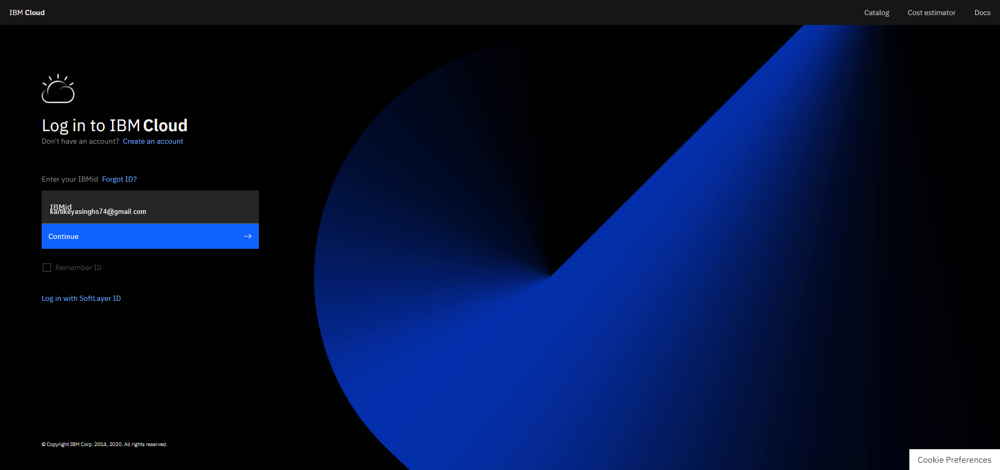 IBM Cloud
Catalog
Cost estimator
Docs
Log in to IBM Cloud
Don't have an account? Create an account
Enter your IBMid Forgot ID?
IBMid
kartikeyasinghs74@gmail.com
Continue
Remember ID
Log in with SoftLayer ID
© Copyright IBM Corp. 2014, 2020. All rights reserved.
Cookie Preferences